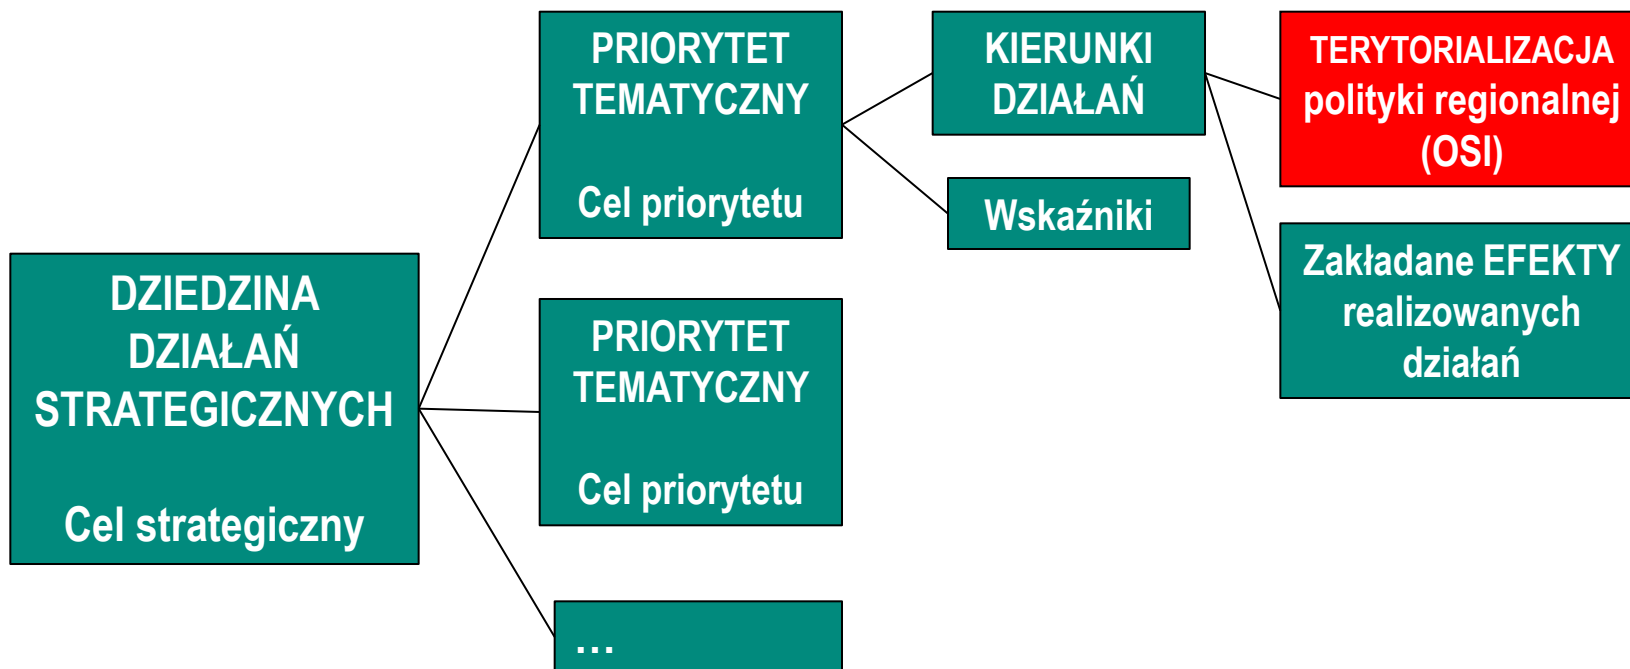 DZIEDZINA
DZIAŁAŃ
STRATEGICZNYCH
Cel strategiczny
PRIORYTET
TEMATYCZNY
Cel priorytetu
PRIORYTET
TEMATYCZNY
Cel priorytetu
...
KIERUNKI
DZIAŁAŃ
Wskaźniki
TERYTORIALIZACJA
polityki regionalnej
(OSI)
Zakładane EFEKTY
realizowanych
działań